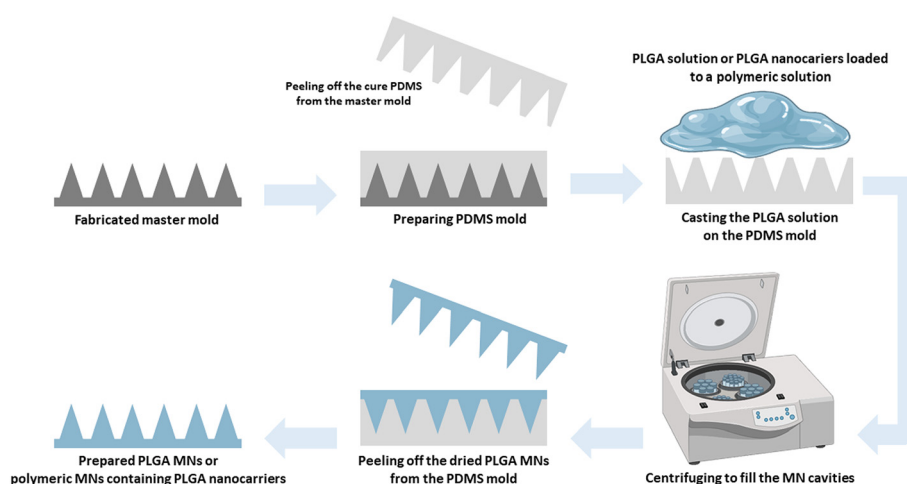 Peeling off the cure PDMS
from the master mold
PLGA solution or PLGA nanocariers loaded
to a polymeric solution
Fabricated master mold
Preparing PDMS mold
Casting the PLGA solution
on the PDMS mold
Prepared PLGA MNs or
polymeric MNs containing PLGA nanocarriers
Peeling off the dried PLGA MNs
from the PDMS mold
Centrifuging to fill the MN cavities